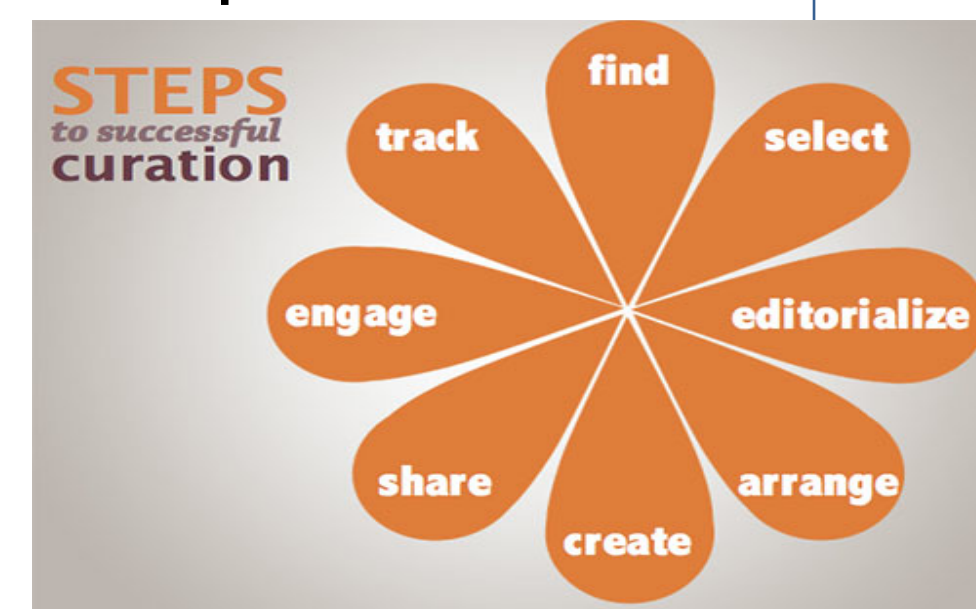 STEPS
to successful
curation
find
select
editorialize
arrange
create
share
engage
track